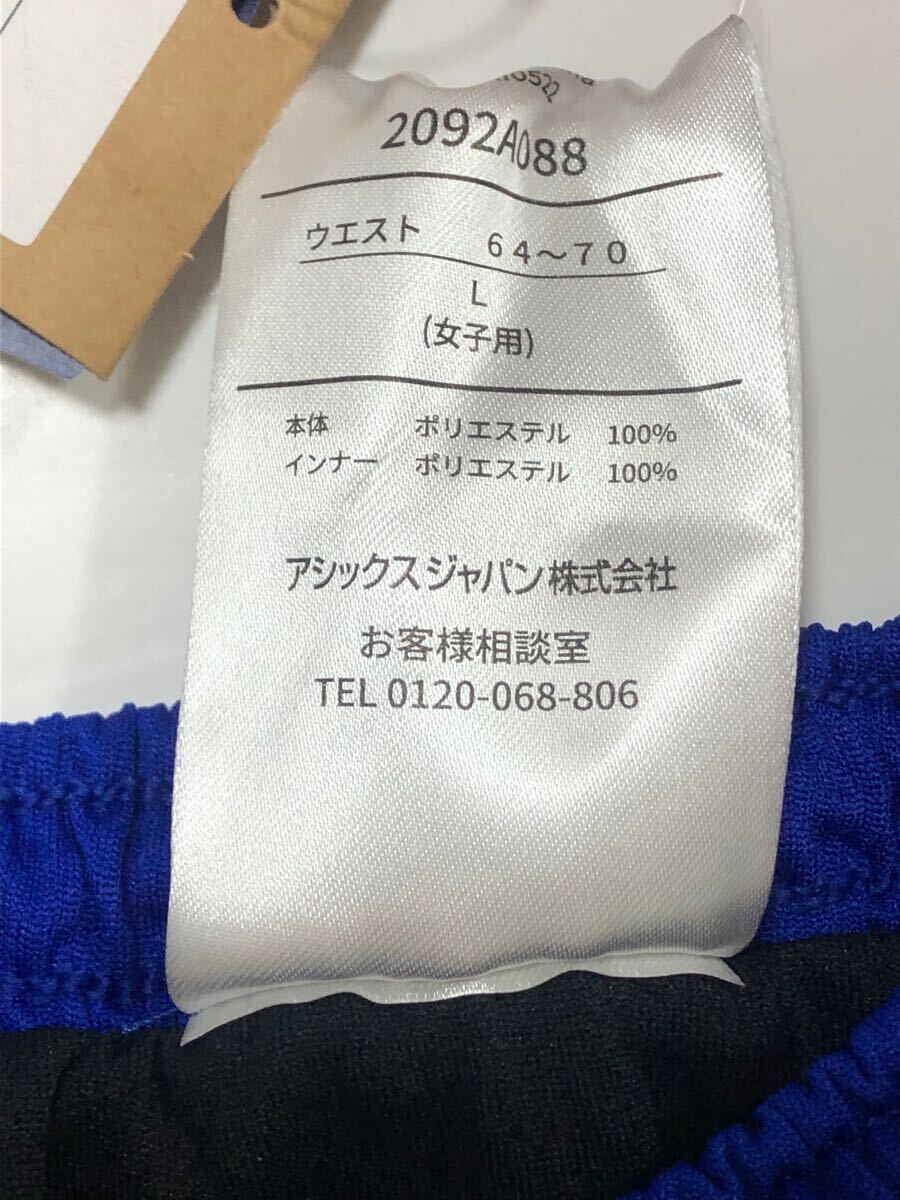 2092A088
ウエスト 64～70
L
(女子用)
本体 ポリエステル 100%
インナー ポリエステル 100%
アシックスジャパン株式会社
お客様相談室
TEL 0120-068-806